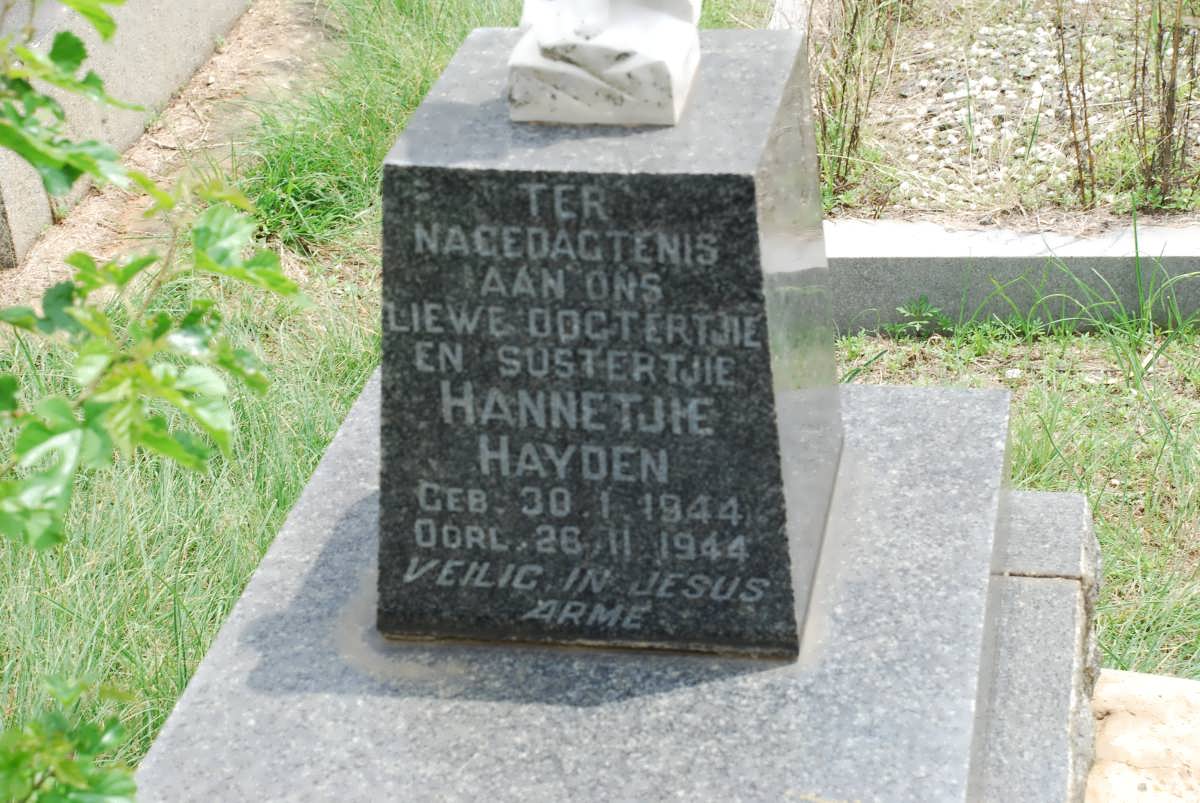 TER
NAGEDAGTENIS
AAN ONS
LIEWE DOGTERTJIE
EN SUSTERTJIE
HANNETJIE
HAYDEN
GEB. 30.1.1944
OORL. 26.11.1944
VEILIG IN JESUS
ARME